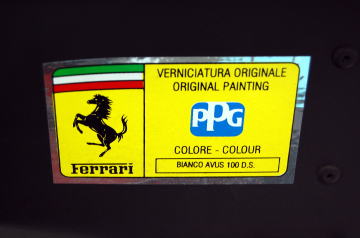 VERNICIATURA ORIGINALE
ORIGINAL PAINTING
PPG
COLORE - COLOUR
BIANCO AVUS 100 D.S.
Ferrari